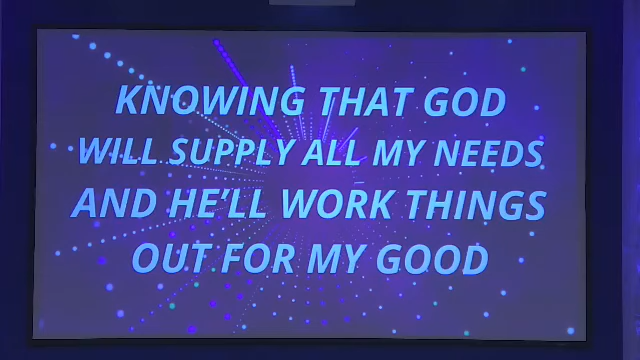 KNOWING THAT GOD
WILL SUPPLY ALL MY NEEDS
AND HE'LL WORK THINGS
OUT FOR MY GOOD